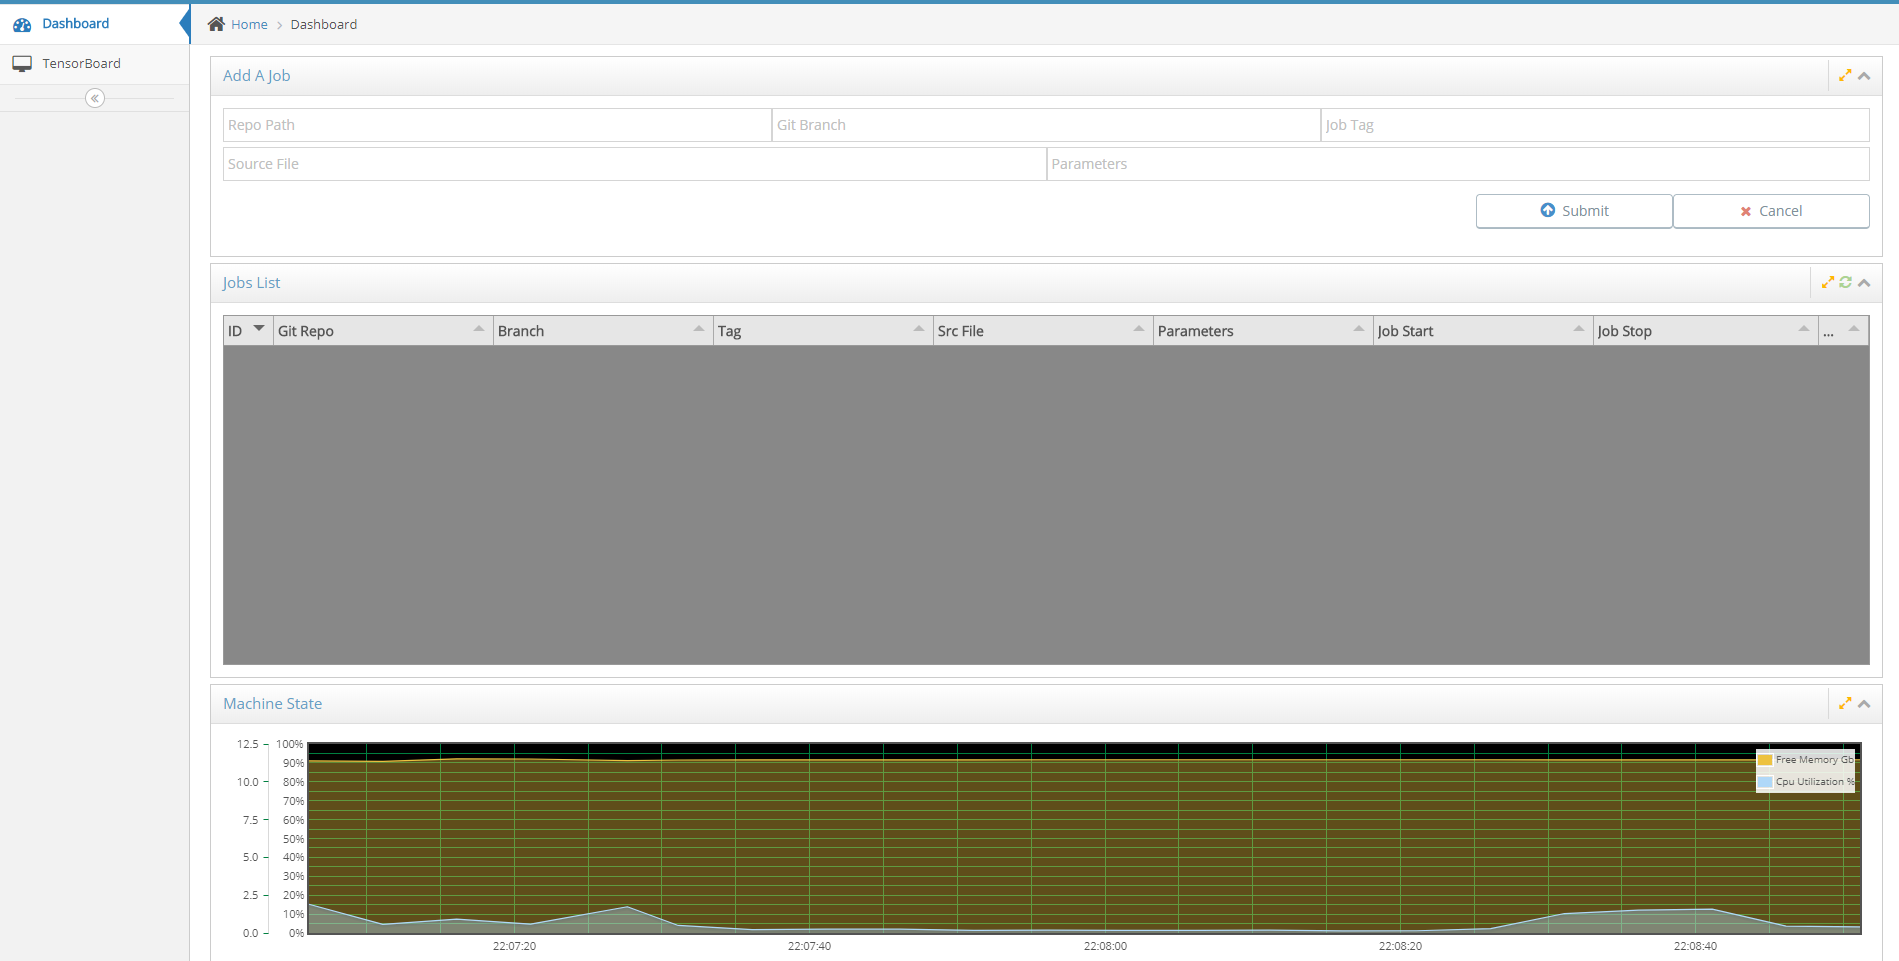 Dashboard
TensorBoard
Home > Dashboard
Add A Job
Repo Path Git Branch Job Tag
Source File Parameters
Submit Cancel
Jobs List
ID Git Repo Branch Tag Src File Parameters Job Start Job Stop ...
Machine State
12.5 100%
90%
10.0 80%
70%
7.5 60%
50%
5.0 40%
30%
2.5 20%
10%
0.0 0%
Free Memory Gb
Cpu Utilization %
22:07:20 22:07:40 22:08:00 22:08:20 22:08:40